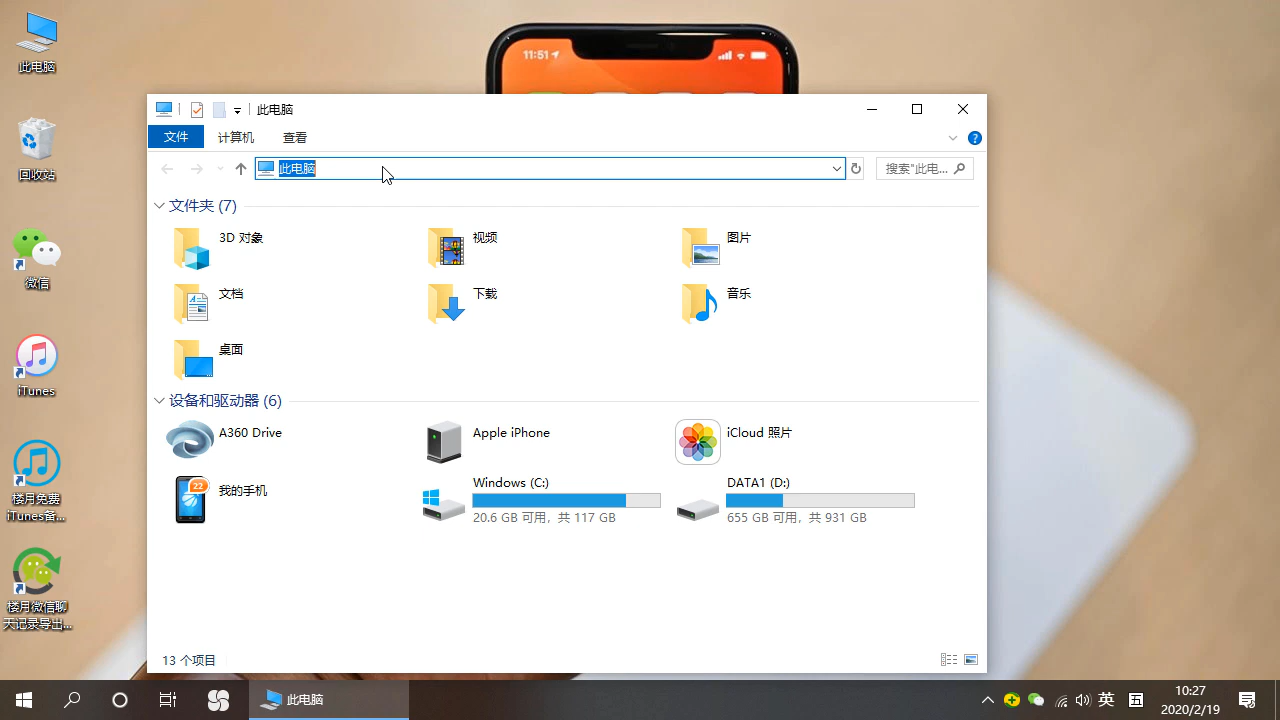 此电脑
回收站
微信
iTunes
楼月免费
iTunes备...
楼月微信聊
天记录导出...
11:51
此电脑
文件
计算机
查看
此电脑
搜索"此电...
文件夹 (7)
3D 对象
视频
图片
文档
下载
音乐
桌面
设备和驱动器 (6)
A360 Drive
Apple iPhone
iCloud 照片
22
我的手机
Windows (C:)
20.6 GB 可用，共 117 GB
DATA1 (D:)
655 GB 可用，共 931 GB
13 个项目
此电脑
英
五
10:27
2020/2/19